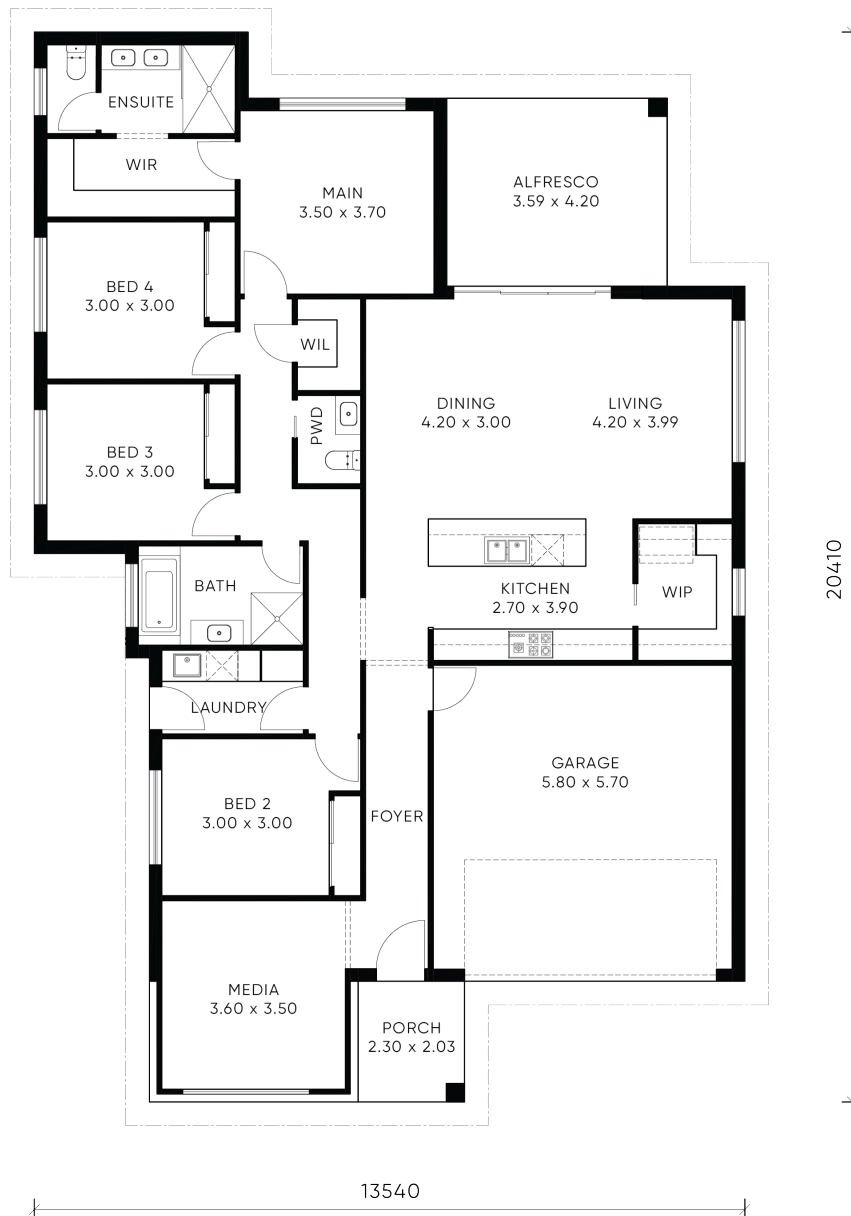 ENSUITE
WIR
MAIN
3.50 x 3.70
ALFRESCO
3.59 x 4.20
BED 4
3.00 x 3.00
WIL
DINING
4.20 x 3.00
LIVING
4.20 x 3.99
PWD
BED 3
3.00 x 3.00
20410
BATH
KITCHEN
2.70 x 3.90
WIP
LAUNDRY
GARAGE
5.80 x 5.70
BED 2
3.00 x 3.00
FOYER
MEDIA
3.60 x 3.50
PORCH
2.30 x 2.03
13540